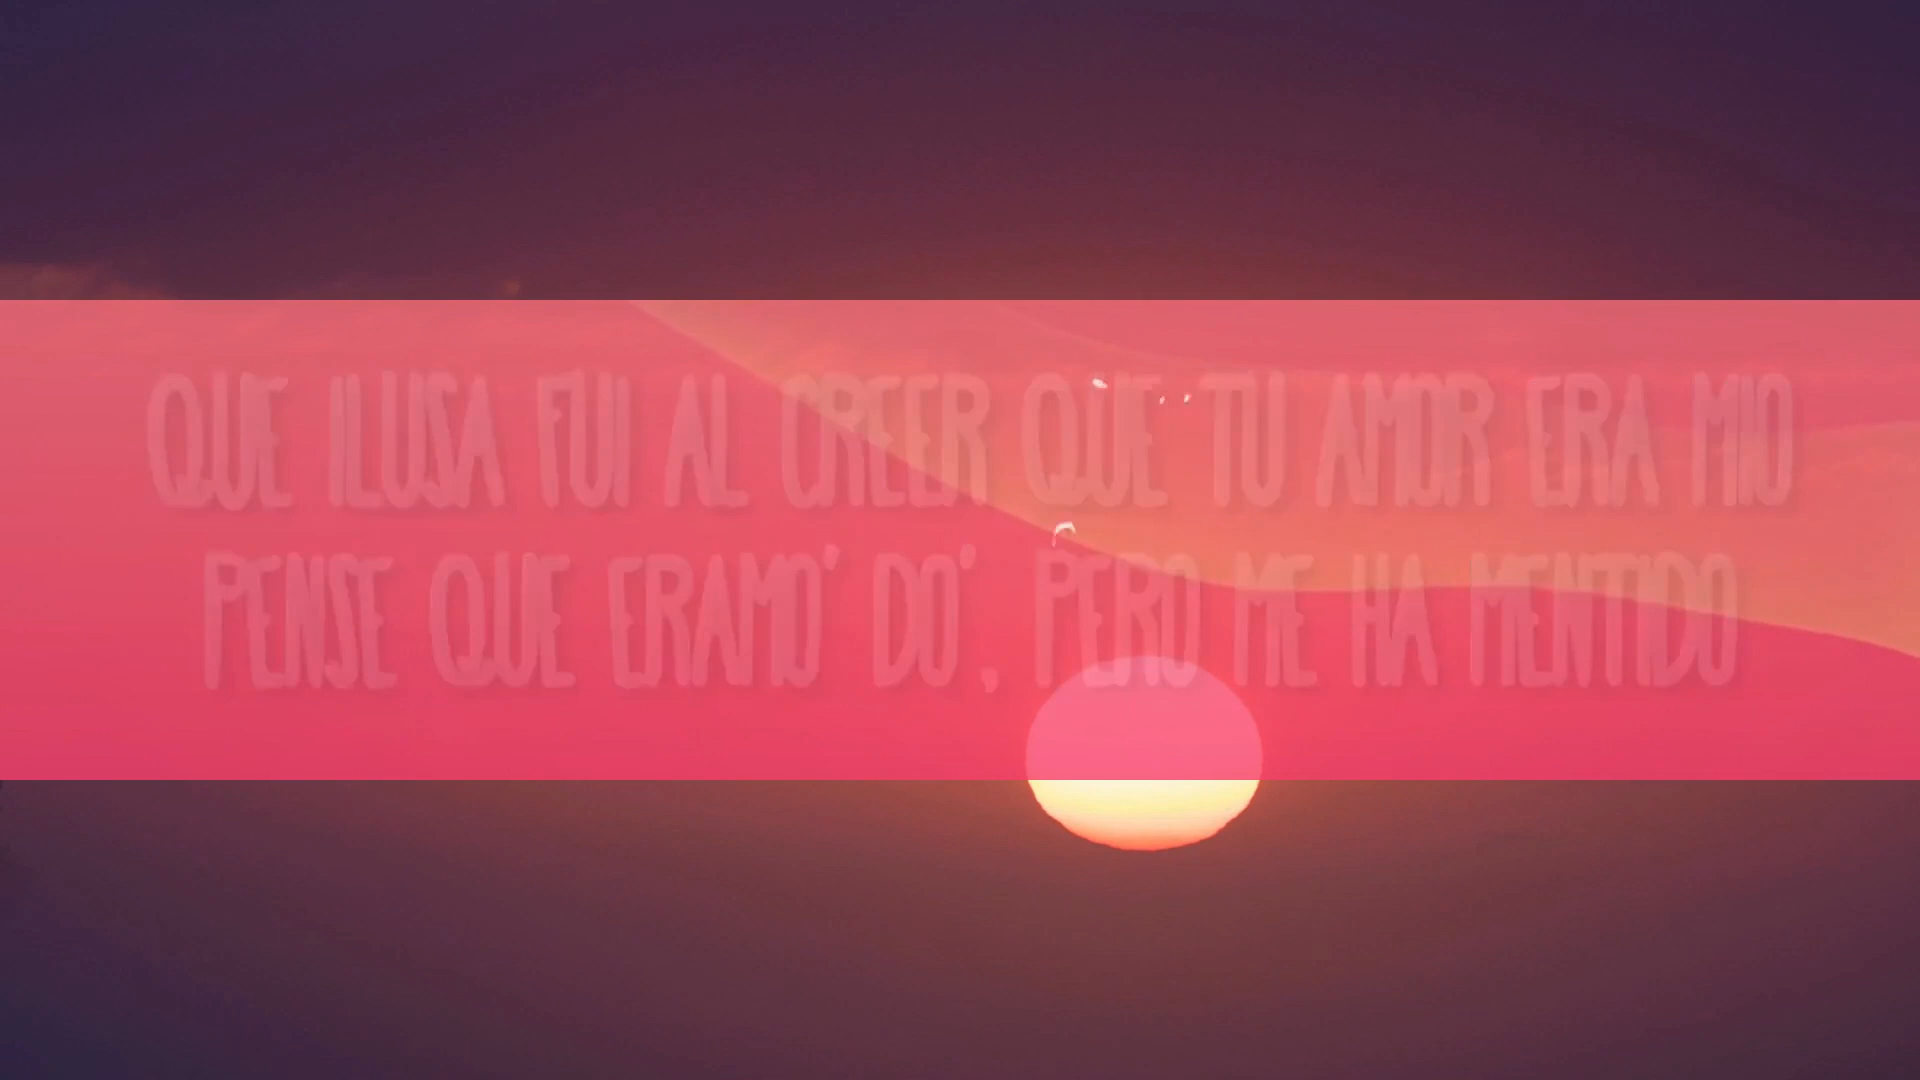 QUE ILUSA FUI AL CREER QUE TU AMOR ERA MIO
PENSE QUE ERAMO' DO', PERO ME HA MENTIDO